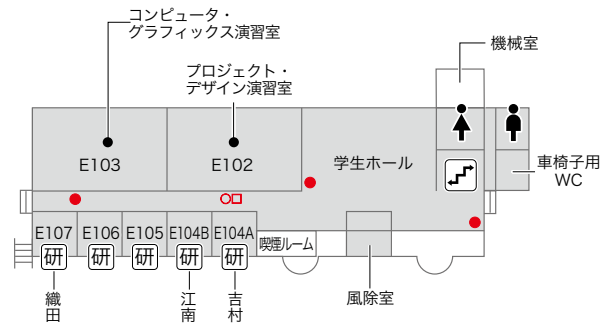 コンピュータ・
グラフィックス演習室
プロジェクト・
デザイン演習室
機械室
E103
E102
学生ホール
車椅子用
WC
E107
E106
E105
E104B
E104A
喫煙ルーム
研
研
研
研
研
織田
江南
吉村
風除室